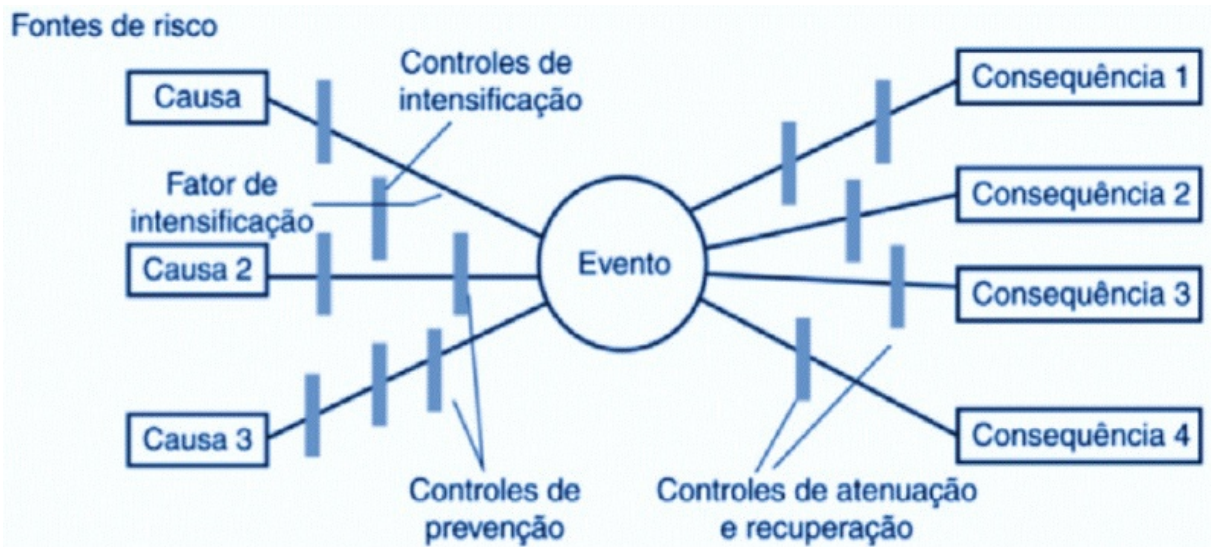 Fontes de risco
Causa
Controles de
intensificação
Fator de
intensificação
Causa 2
Causa 3
Controles de
prevenção
Evento
Consequência 1
Consequência 2
Consequência 3
Consequência 4
Controles de atenuação
e recuperação